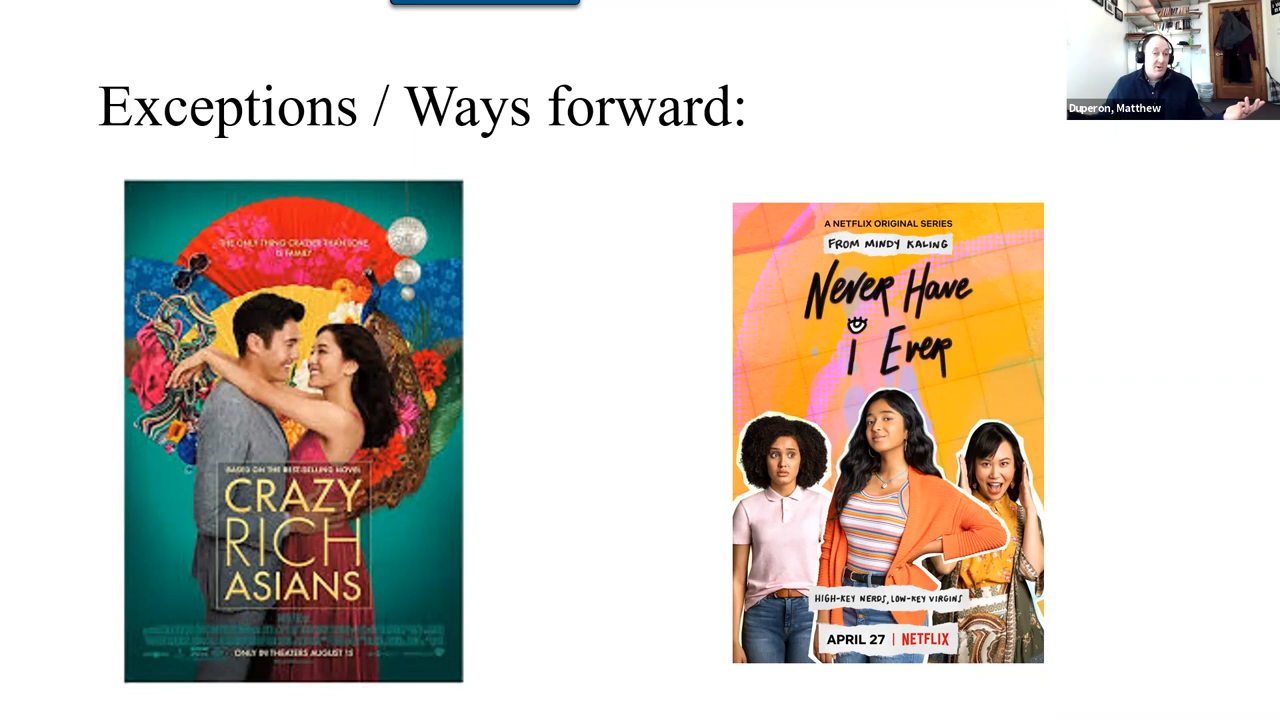 Exceptions / Ways forward:
Duperon, Matthew
THE ONLY THING CRAZIER THAN LOVE
IS FAMILY
BASED ON THE BEST-SELLING NOVEL
CRAZY
RICH
ASIANS
ONLY IN THEATERS AUGUST 15
A NETFLIX ORIGINAL SERIES
FROM MINDY KALING
Never Have
i Ever
HIGH-KEY NERDS, LOW-KEY VIRGINS
APRIL 27 | NETFLIX